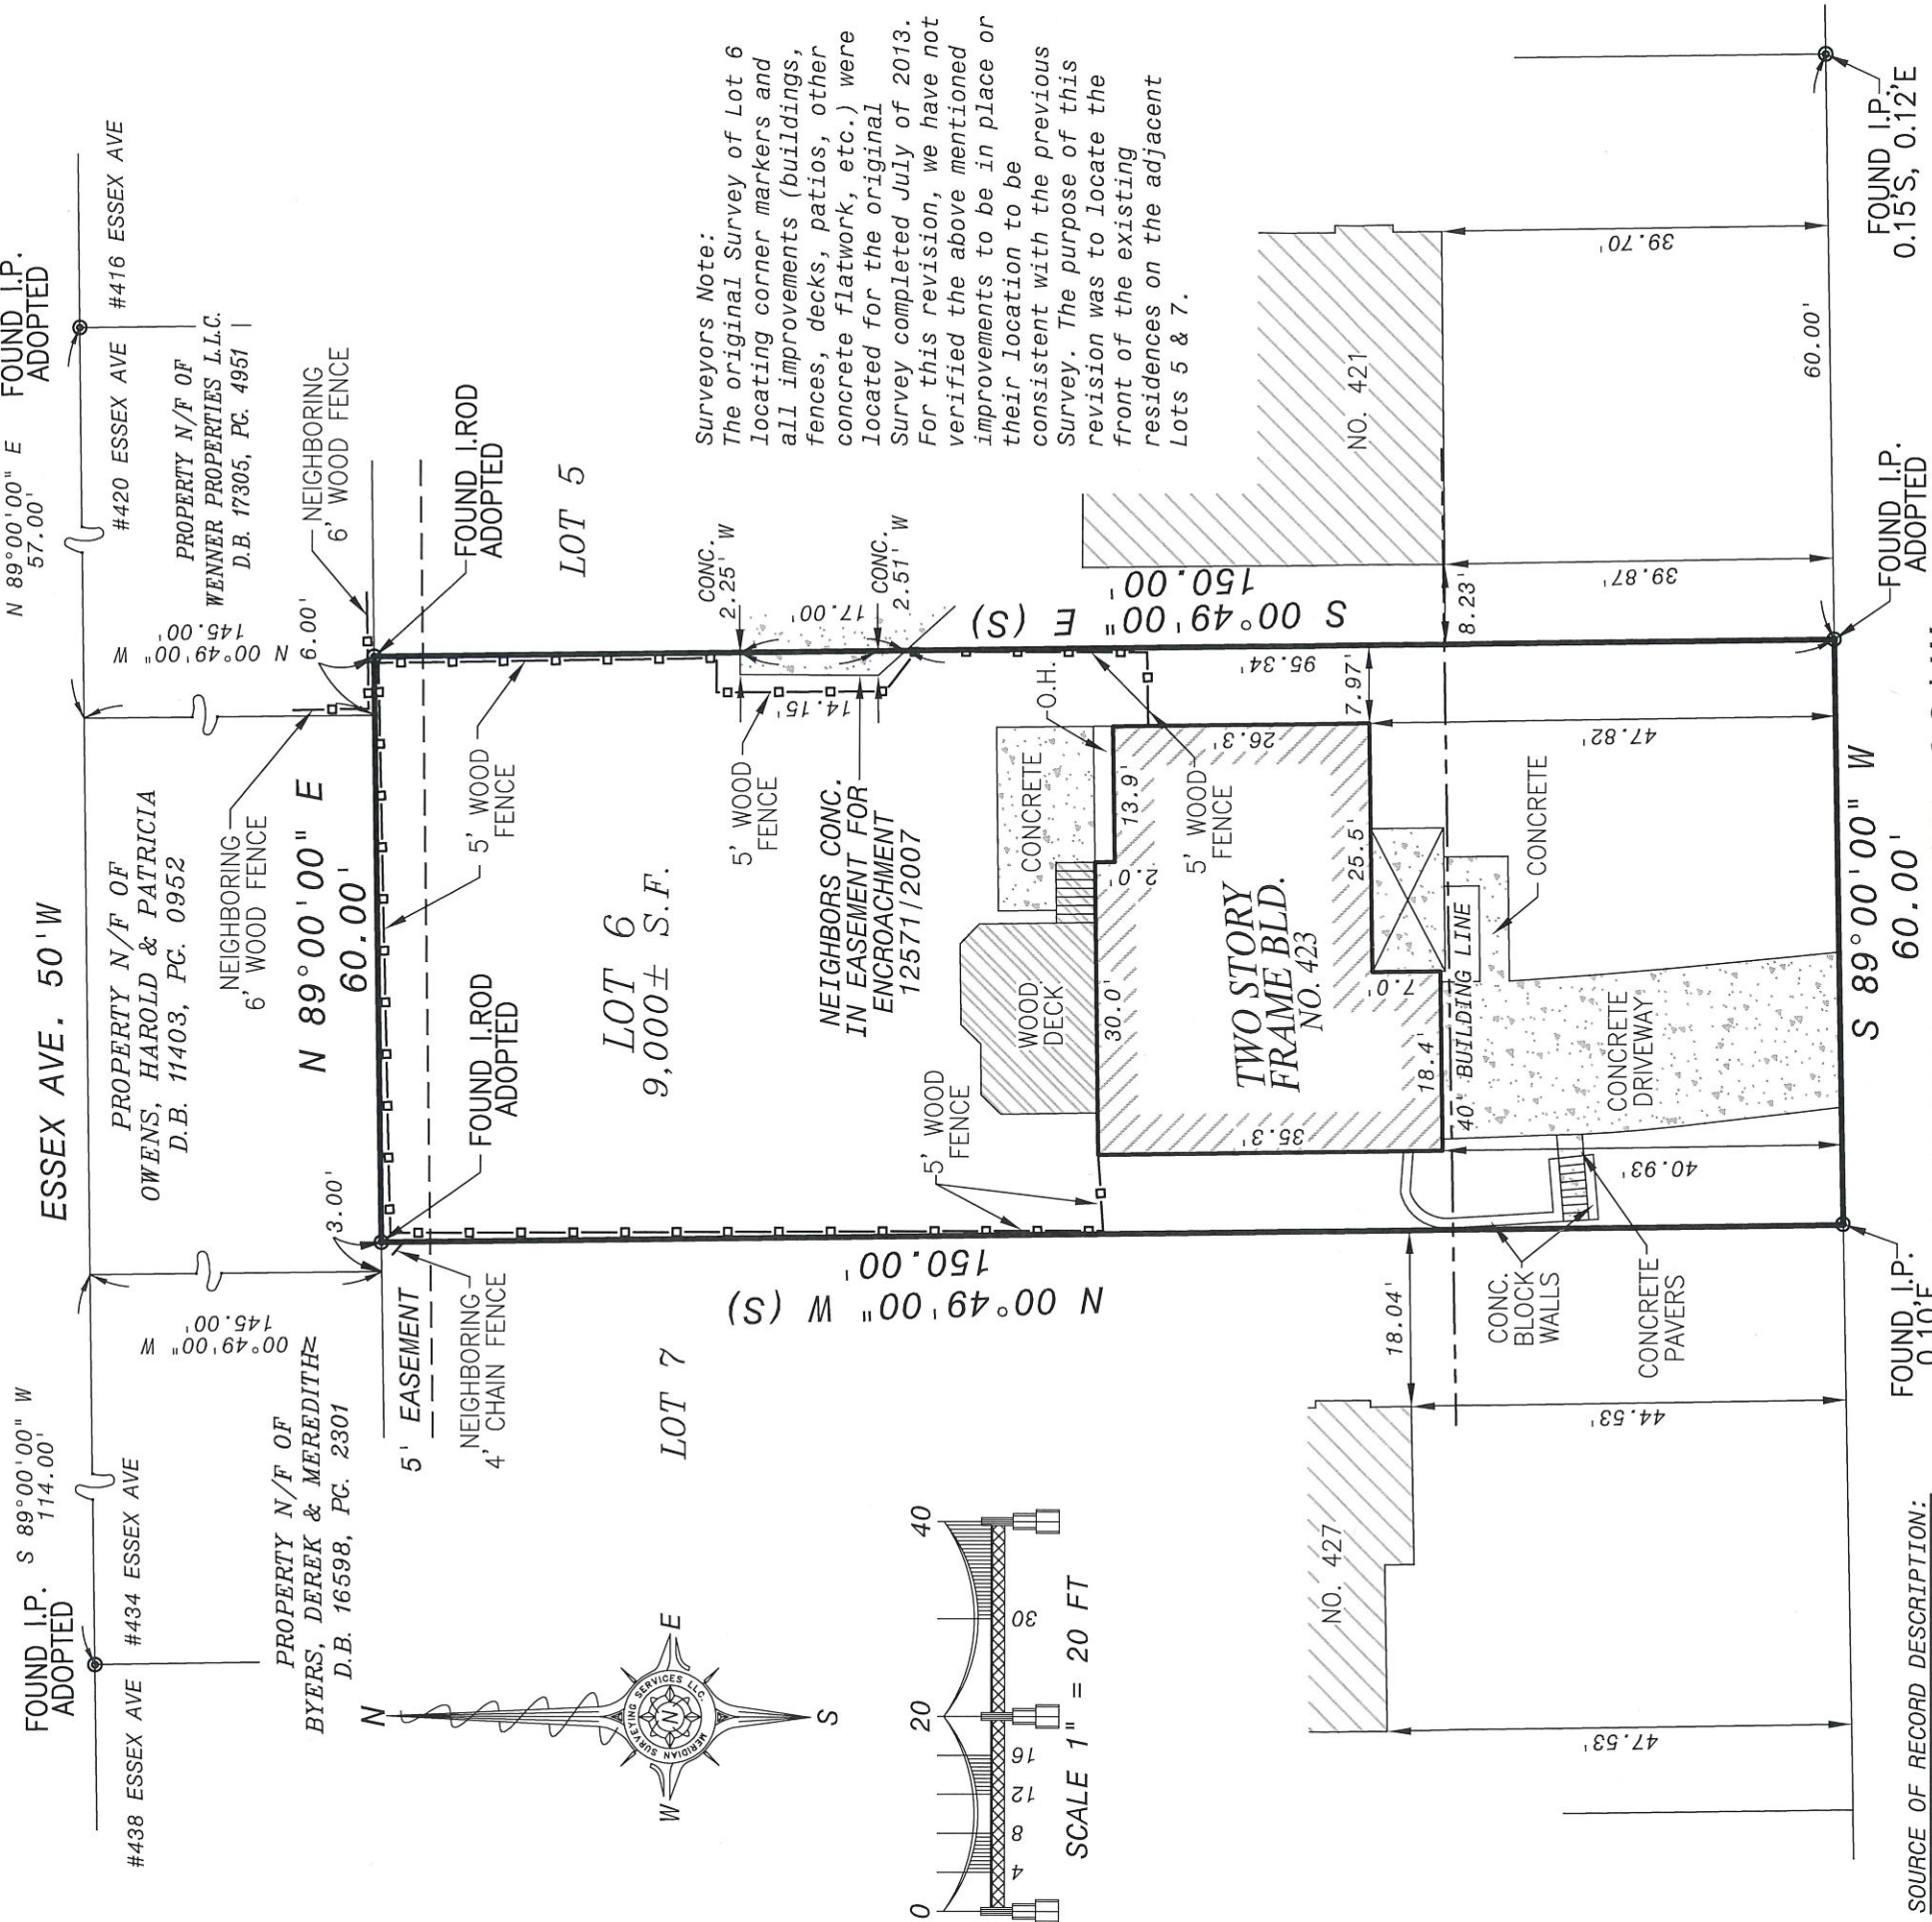 FOUND I.P.
ADOPTED
S 89°00'00" W
114.00'
#438 ESSEX AVE
#434 ESSEX AVE
ESSEX AVE. 50'W
N 89°00'00" E
57.00'
FOUND I.P.
ADOPTED
#420 ESSEX AVE
#416 ESSEX AVE
PROPERTY N/F OF
BYERS, DEREK & MEREDITH
D.B. 16598, PG. 2301
N 00°49'00" W
145.00'
3.00'
PROPERTY N/F OF
OWENS, HAROLD & PATRICIA
D.B. 11403, PG. 0952
N 00°49'00" W
145.00'
6.00'
PROPERTY N/F OF
WENNER PROPERTIES L.L.C.
D.B. 17305, PG. 4951
NEIGHBORING
6' WOOD FENCE
NEIGHBORING
6' WOOD FENCE
N 89°00'00" E
60.00'
5' EASEMENT
NEIGHBORING
4' CHAIN FENCE
FOUND I.ROD
ADOPTED
5' WOOD
FENCE
FOUND I.ROD
ADOPTED
LOT 7
LOT 6
9,000± S.F.
LOT 5
N 00°49'00" W (S)
150.00'
S 00°49'00" E (S)
150.00'
N
W
E
S
MERIDIAN SURVEYING SERVICES LLC.
N
0
4
8
12
16
20
30
40
SCALE 1" = 20 FT
5' WOOD
FENCE
NEIGHBORS CONC.
IN EASEMENT FOR
ENCROACHMENT
12571/2007
CONC.
2.25' W
17.00'
14.15'
CONC.
2.51' W
Surveyors Note:
The original Survey of Lot 6
locating corner markers and
all improvements (buildings,
fences, decks, patios, other
concrete flatwork, etc.) were
located for the original
Survey completed July of 2013.
For this revision, we have not
verified the above mentioned
improvements to be in place or
their location to be
consistent with the previous
Survey. The purpose of this
revision was to locate the
front of the existing
residences on the adjacent
Lots 5 & 7.
5' WOOD
FENCE
WOOD
DECK
CONCRETE
O.H.
95.34'
30.0'
2.0'
13.9'
26.3'
5' WOOD
FENCE
TWO STORY
FRAME BLD.
NO. 423
35.3'
18.4'
7.0'
25.5'
7.97'
8.23'
47.82'
40' BUILDING LINE
CONCRETE
CONCRETE
DRIVEWAY
40.93'
18.04'
CONC.
BLOCK
WALLS
CONCRETE
PAVERS
NO. 427
47.53'
44.53'
NO. 421
39.87'
39.70'
60.00'
S 89°00'00" W
60.00'
FOUND I.P.
0.10'E
FOUND I.P.
ADOPTED
FOUND I.P.
0.15'S, 0.12'E
SOURCE OF RECORD DESCRIPTION: